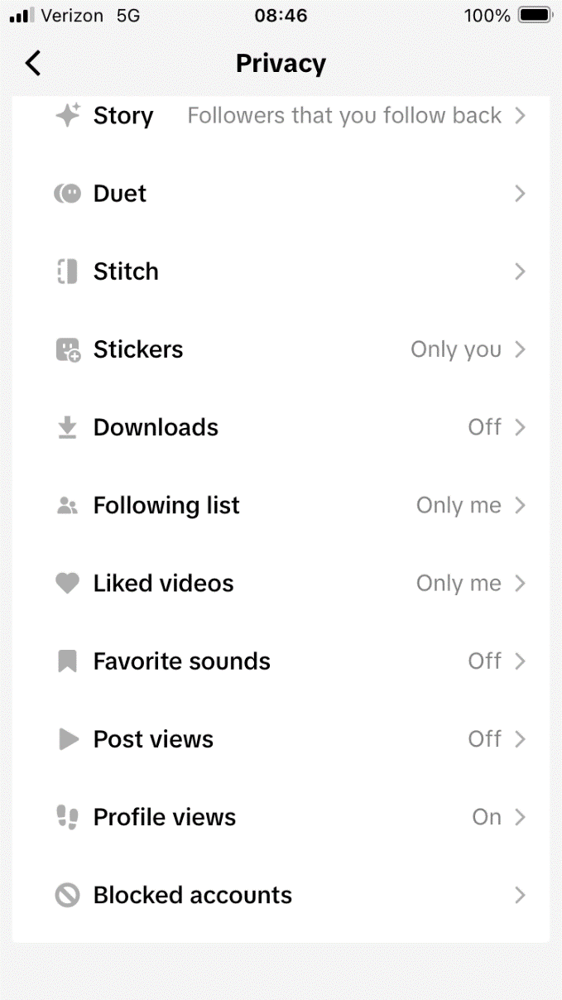 Verizon 5G 08:46 100%
Privacy
Story Followers that you follow back
Duet
Stitch
Stickers Only you
Downloads Off
Following list Only me
Liked videos Only me
Favorite sounds Off
Post views Off
Profile views On
Blocked accounts